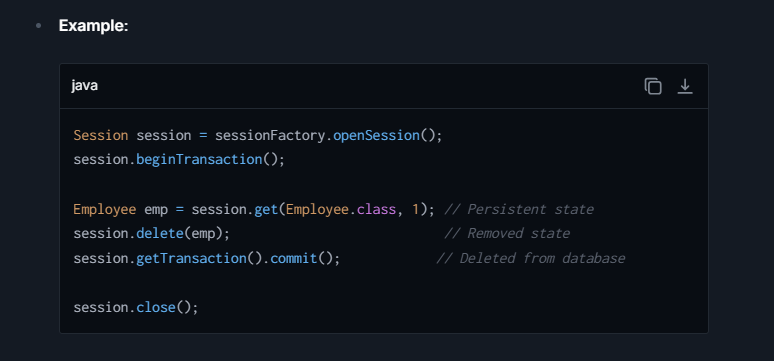 Example:
java
Session session = sessionFactory.openSession();
session.beginTransaction();
Employee emp = session.get(Employee.class, 1); // Persistent state
session.delete(emp); // Removed state
session.getTransaction().commit(); // Deleted from database
session.close();